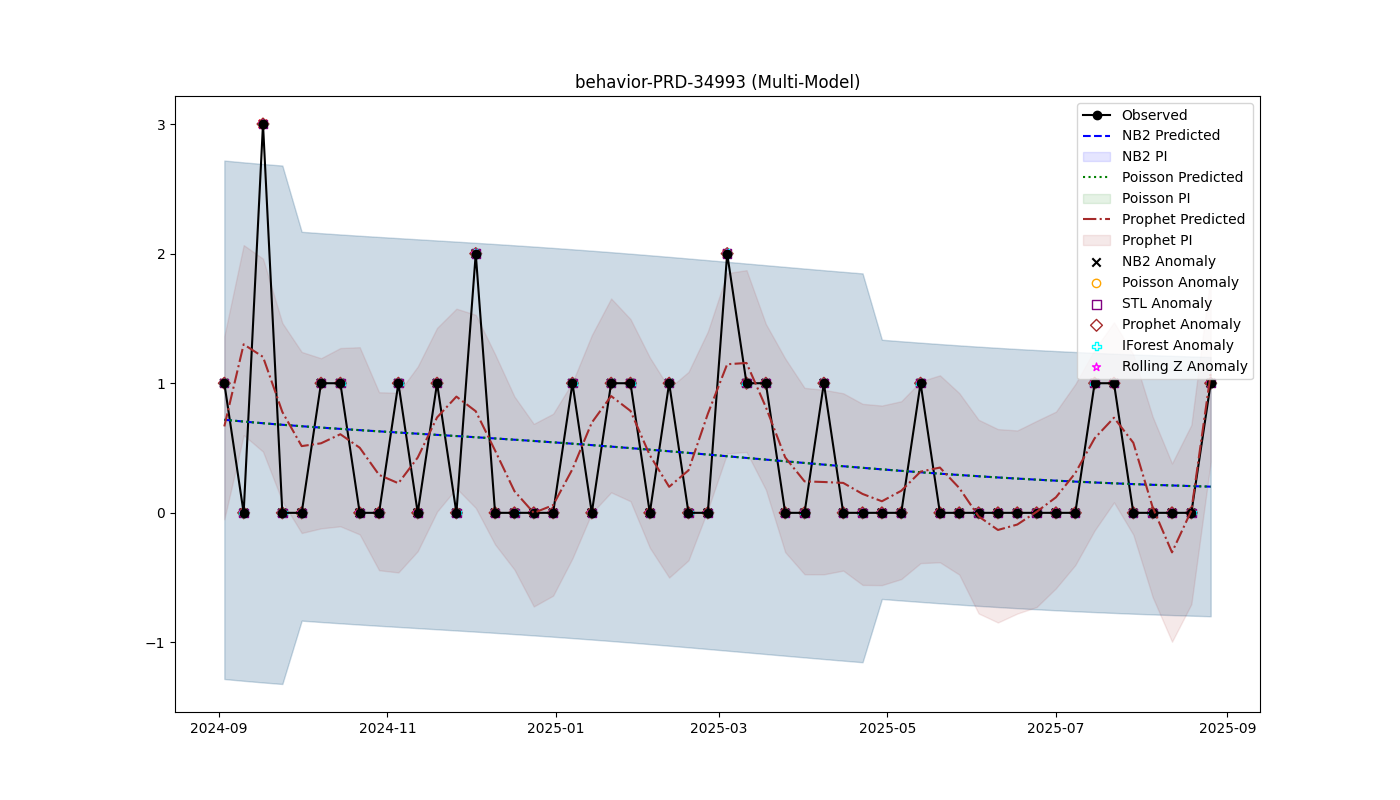 behavior-PRD-34993 (Multi-Model)
Observed
NB2 Predicted
NB2 PI
Poisson Predicted
Poisson PI
Prophet Predicted
Prophet PI
NB2 Anomaly
Poisson Anomaly
STL Anomaly
Prophet Anomaly
IForest Anomaly
Rolling Z Anomaly
3
2
1
0
−1
2024-09 2024-11 2025-01 2025-03 2025-05 2025-07 2025-09